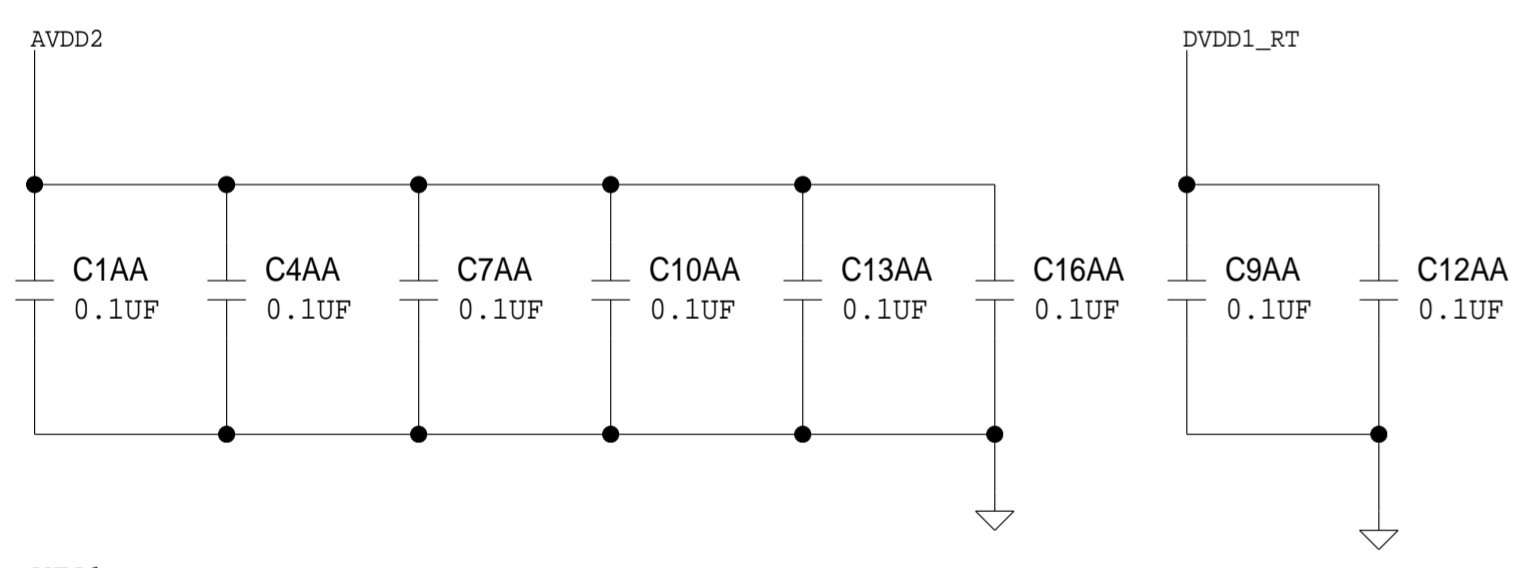 AVDD2
DVDD1_RT
C1AA
0.1UF
C4AA
0.1UF
C7AA
0.1UF
C10AA
0.1UF
C13AA
0.1UF
C16AA
0.1UF
C9AA
0.1UF
C12AA
0.1UF